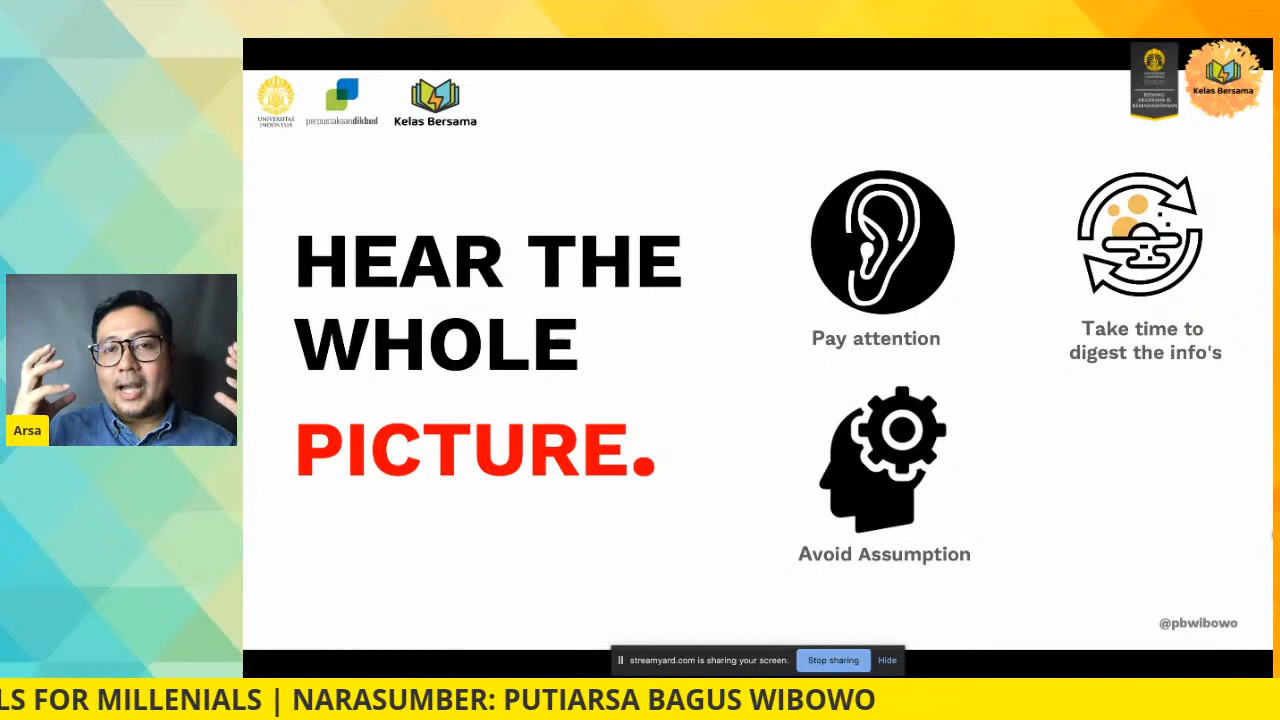 UNIVERSITAS
INDONESIA
perpustakaandikbud
Kelas Bersama
UNIVERSITAS
INDONESIA
BIDANG
AKADEMIK &
KEMAHASISWAAN
Kelas Bersama
HEAR THE
WHOLE
PICTURE.
Pay attention
Take time to
digest the info's
Avoid Assumption
@pbwibowo
Arsa
streamyard.com is sharing your screen.
Stop sharing
Hide
LS FOR MILLENIALS | NARASUMBER: PUTIARSA BAGUS WIBOWO